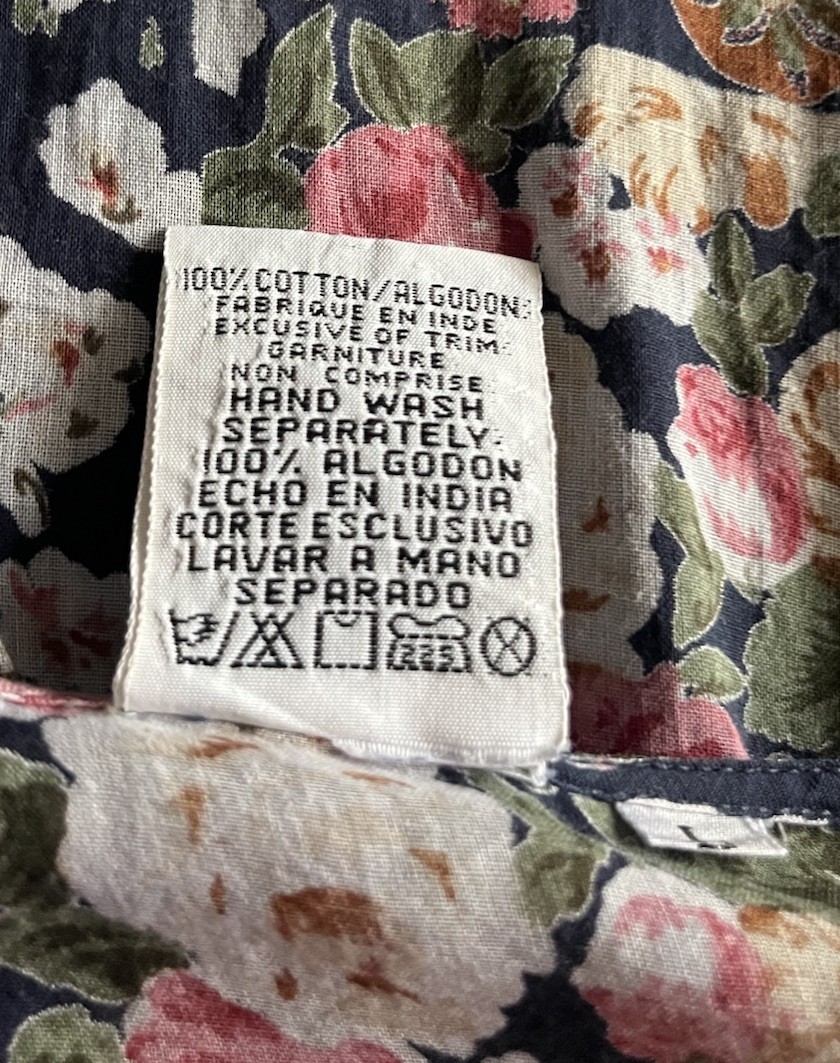 100% COTTON/ALGODON
FABRIQUE EN INDE
EXCUSIVE OF TRIM
GARNITURE
NON COMPRISE
HAND WASH
SEPARATELY
100% ALGODON
ECHO EN INDIA
CORTE ESCLUSIVO
LAVAR A MANO
SEPARADO
225
L